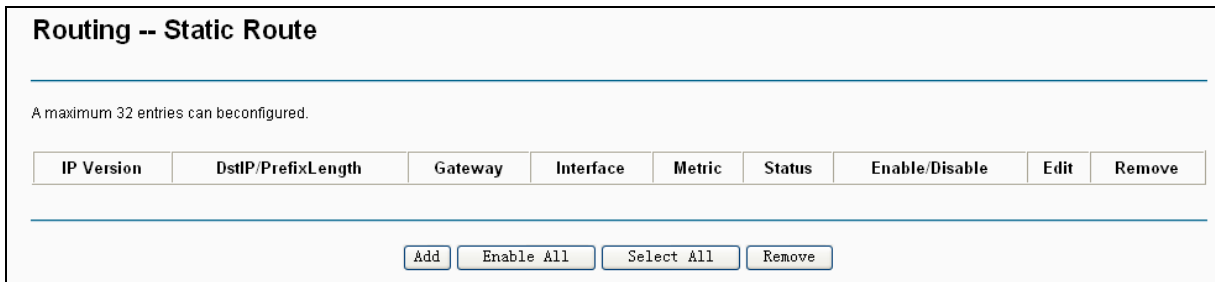 Routing -- Static Route
A maximum 32 entries can beconfigured.
IP Version DstIP/PrefixLength Gateway Interface Metric Status Enable/Disable Edit Remove
Add Enable All Select All Remove